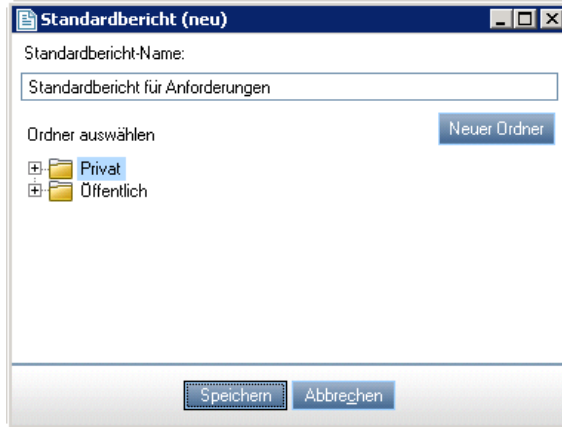 Standardbericht (neu)
Standardbericht-Name:
Standardbericht für Anforderungen
Ordner auswählen
Neuer Ordner
Privat
Öffentlich
Speichern
Abbrechen